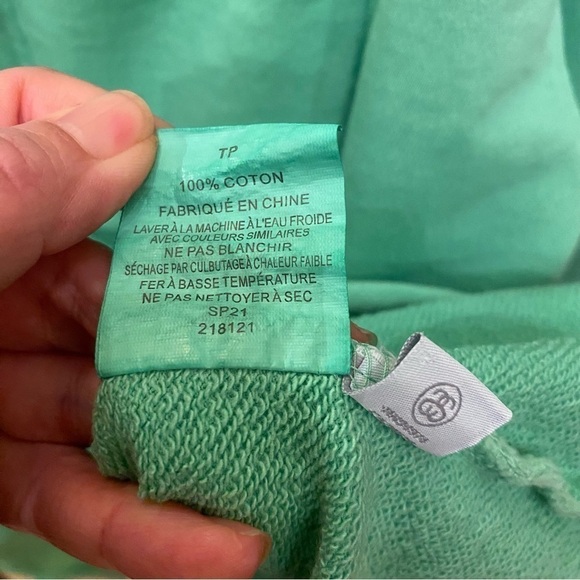 TP
100% COTON
FABRIQUÉ EN CHINE
LAVER À LA MACHINE À L'EAU FROIDE
AVEC COULEURS SIMILAIRES
NE PAS BLANCHIR
SÉCHAGE PAR CULBUTAGE À CHALEUR FAIBLE
FER À BASSE TEMPÉRATURE
NE PAS NETTOYER À SEC
SP21
218121